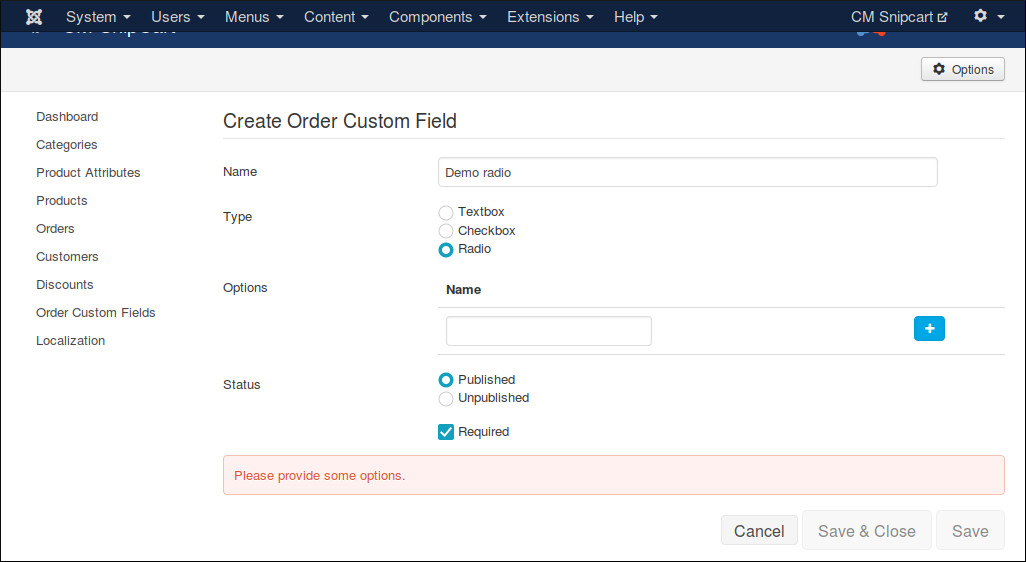 System Users Menus Content Components Extensions Help CM Snipcart
Options
Dashboard
Categories
Product Attributes
Products
Orders
Customers
Discounts
Order Custom Fields
Localization
Create Order Custom Field
Name Demo radio
Type
Textbox
Checkbox
Radio
Options
Name
Status
Published
Unpublished
Required
Please provide some options.
Cancel Save & Close Save